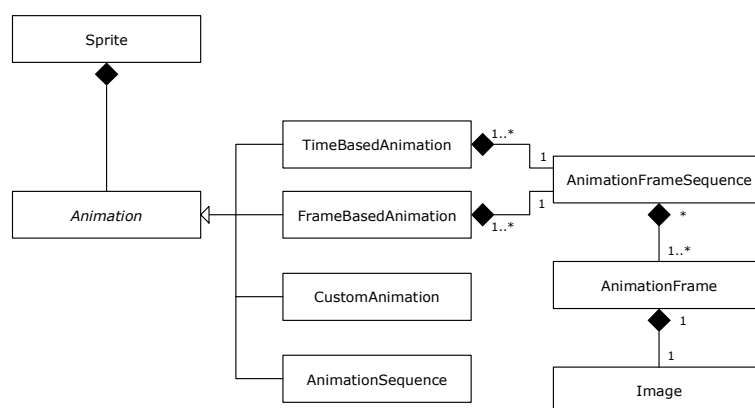 Sprite
TimeBasedAnimation
1..*
1
AnimationFrameSequence
Animation
FrameBasedAnimation
1..*
1
*
1..*
CustomAnimation
AnimationFrame
1
1
AnimationSequence
Image